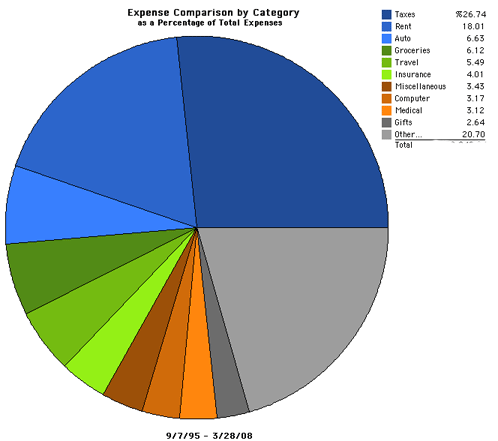 Expense Comparison by Category
as a Percentage of Total Expenses
Taxes %26.74
Rent 18.01
Auto 6.63
Groceries 6.12
Travel 5.49
Insurance 4.01
Miscellaneous 3.43
Computer 3.17
Medical 3.12
Gifts 2.64
Other... 20.70
Total
9/7/95 - 3/28/08